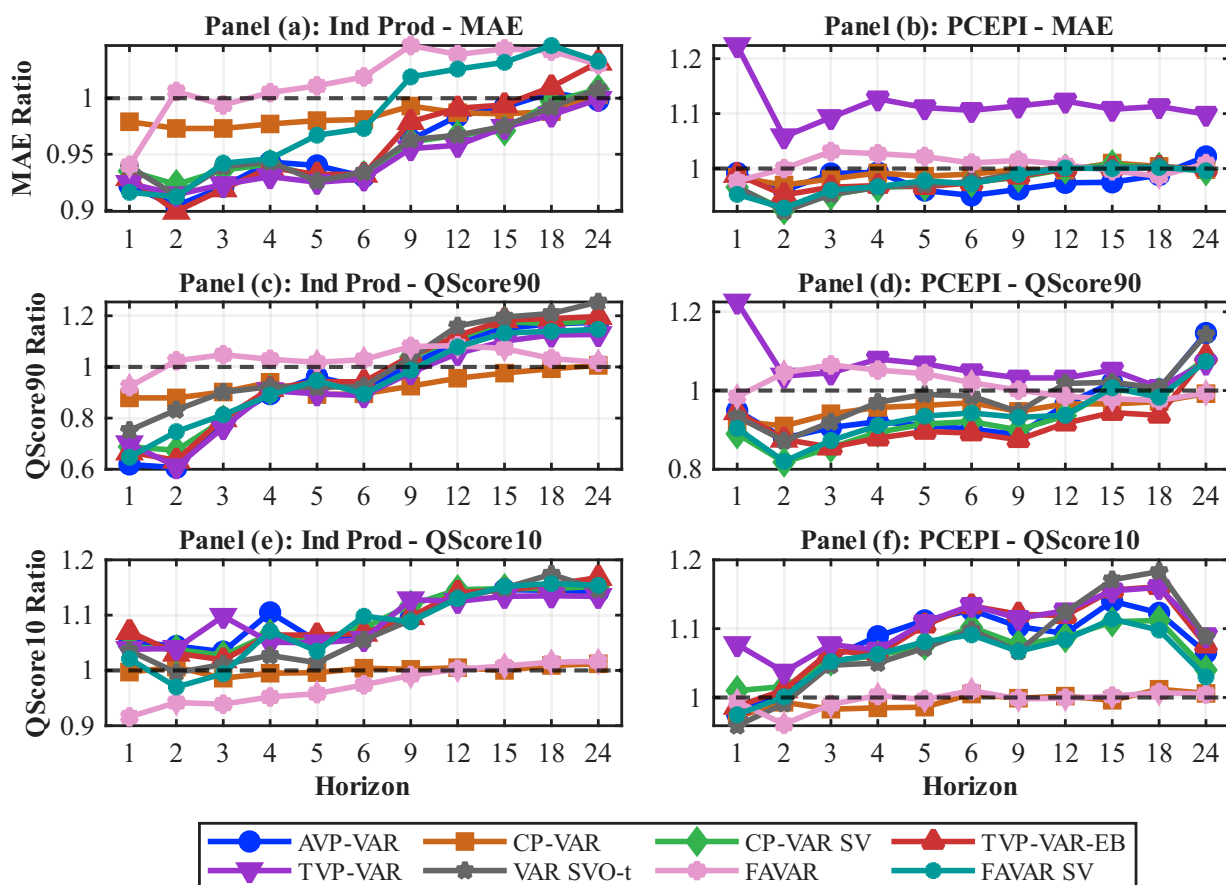 Panel (a): Ind Prod - MAE
Panel (b): PCEPI - MAE
MAE Ratio
1
0.95
0.9
1 2 3 4 5 6 9 12 15 18 24
1.2
1.1
1
1 2 3 4 5 6 9 12 15 18 24
Panel (c): Ind Prod - QScore90
Panel (d): PCEPI - QScore90
QScore90 Ratio
1.2
1
0.8
0.6
1 2 3 4 5 6 9 12 15 18 24
1.2
1
0.8
1 2 3 4 5 6 9 12 15 18 24
Panel (e): Ind Prod - QScore10
Panel (f): PCEPI - QScore10
QScore10 Ratio
1.2
1.1
1
0.9
1 2 3 4 5 6 9 12 15 18 24
Horizon
1.2
1.1
1
1 2 3 4 5 6 9 12 15 18 24
Horizon
AVP-VAR CP-VAR CP-VAR SV TVP-VAR-EB
TVP-VAR VAR SVO-t FAVAR FAVAR SV